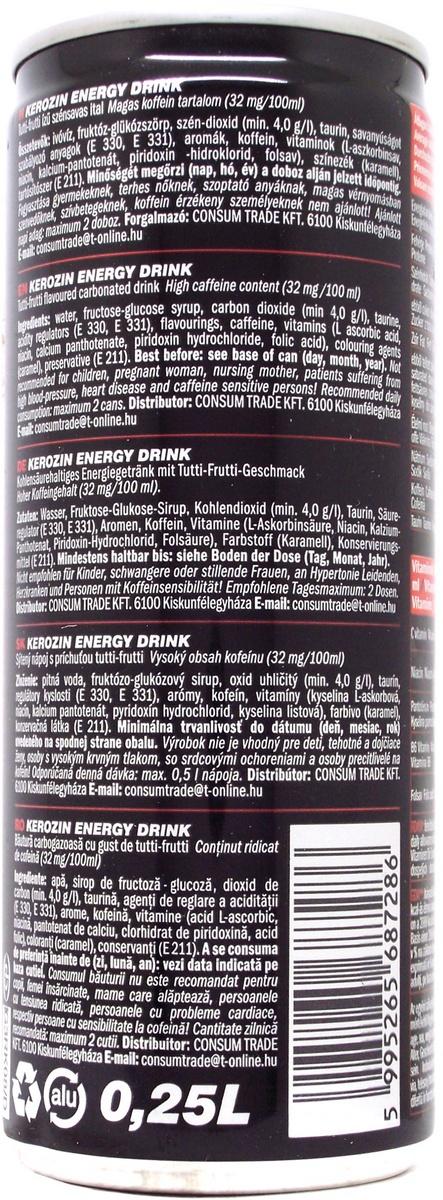 KEROZIN ENERGY DRINK
Tutti-frutti ízű szénsavas ital Magas koffein tartalom (32 mg/100ml)
Összetevők: ivóvíz, fruktóz-glükózszörp, szén-dioxid (min. 4,0 g/l), taurin, savanyúságot
szabályozó anyagok (E 330, E 331), aromák, koffein, vitaminok (L-aszkorbinsav,
niacin, kalcium-pantotenát, piridoxin -hidroklorid, folsav), színezék (karamell),
tartósítószer (E 211). Minőségét megőrzi (nap, hó, év) a doboz alján jelzett időpontig.
Fogyasztása gyermekeknek, terhes nőknek, szoptató anyáknak, magas vérnyomásban
szenvedőknek, szívbetegeknek, koffein érzékeny személyeknek nem ajánlott! Ajánlott
napi adag: maximum 2 doboz. Forgalmazó: CONSUM TRADE KFT. 6100 Kiskunfélegyháza
E-mail: consumtrade@t-online.hu
EN KEROZIN ENERGY DRINK
Tutti-frutti flavoured carbonated drink High caffeine content (32 mg/100 ml)
Ingredients: water, fructose-glucose syrup, carbon dioxide (min 4,0 g/l), taurine,
acidity regulators (E 330, E 331), flavourings, caffeine, vitamins (L ascorbic acid,
niacin, calcium panthotenate, piridoxin hydrochloride, folic acid), colouring agents
(caramel), preservative (E 211). Best before: see base of can (day, month, year). Not
recommended for children, pregnant woman, nursing mother, patients suffering from
high blood-pressure, heart disease and caffeine sensitive persons! Recommended daily
consumption: maximum 2 cans. Distributor: CONSUM TRADE KFT. 6100 Kiskunfélegyháza
E-mail: consumtrade@t-online.hu
DE KEROZIN ENERGY DRINK
Kohlensäurehaltiges Energiegetränk mit Tutti-Frutti-Geschmack
Hoher Koffeingehalt (32 mg/100 ml).
Zutaten: Wasser, Fruktose-Glukose-Sirup, Kohlendioxid (min. 4,0 g/l), Taurin, Säure-
regulator (E 330, E 331), Aromen, Koffein, Vitamine (L-Askorbinsäure, Niacin, Kalzium-
Panthotenat, Piridoxin-Hydrochlorid, Folsäure), Farbstoff (Karamell), Konservierungs-
mittel (E 211). Mindestens haltbar bis: siehe Boden der Dose (Tag, Monat, Jahr).
Nicht empfohlen für Kinder, schwangere oder stillende Frauen, an Hypertonie Leidenden,
Herzkranken und Personen mit Koffeinsensibilität! Empfohlene Tagesmaximum: 2 Dosen.
Distributor: CONSUM TRADE KFT. 6100 Kiskunfélegyháza E-mail: consumtrade@t-online.hu
SK KEROZIN ENERGY DRINK
Sýtený nápoj s príchuťou tutti-frutti Vysoký obsah kofeínu (32 mg/100ml)
Zloženie: pitná voda, fruktózo-glukózový sirup, oxid uhličitý (min. 4,0 g/l), taurín,
regulátory kyslosti (E 330, E 331), arómy, kofeín, vitamíny (kyselina L-askorbová,
niacín, kalcium pantotenát, pyridoxín hydrochlorid, kyselina listová), farbivo (karamel),
konzervačná látka (E 211). Minimálna trvanlivosť do dátumu (deň, mesiac, rok)
uvedeného na spodnej strane obalu. Výrobok nie je vhodný pre deti, tehotné a dojčiace
ženy, osoby s vysokým krvným tlakom, so srdcovými ochoreniami a osoby precitlivelé na
kofeín! Odporúčaná denná dávka: max. 0,5 l nápoja. Distribútor: CONSUM TRADE KFT.
6100 Kiskunfélegyháza E-mail: consumtrade@t-online.hu
RO KEROZIN ENERGY DRINK
Băutură carbogazoasă cu gust de tutti-frutti Conţinut ridicat
de cofeină (32 mg/100ml)
Ingrediente: apă, sirop de fructoză - glucoză, dioxid de
carbon (min. 4,0 g/l), taurină, agenţi de reglare a acidităţii
(E 330, E 331), arome, kofeină, vitamine (acid L-ascorbic,
niacină, pantotenat de calciu, clorhidrat de piridoxină, acid
folic), coloranţi (caramel), conservanţi (E 211). A se consuma
de preferinţă înainte de (zi, lună, an): vezi data indicată pe
baza cutiei. Consumul băuturii nu este recomandat pentru
copii, femei însărcinate, mame care alăptează, persoanele
cu tensiunea ridicată, persoanele cu probleme cardiace,
respectiv persoane cu sensibilitate la cofeină! Cantitate zilnică
recomandată: maximum 2 cutii. Distribuitor: CONSUM TRADE
KFT. 6100 Kiskunfélegyháza E-mail: consumtrade@t-online.hu
alu 0,25L
5 995265 687286